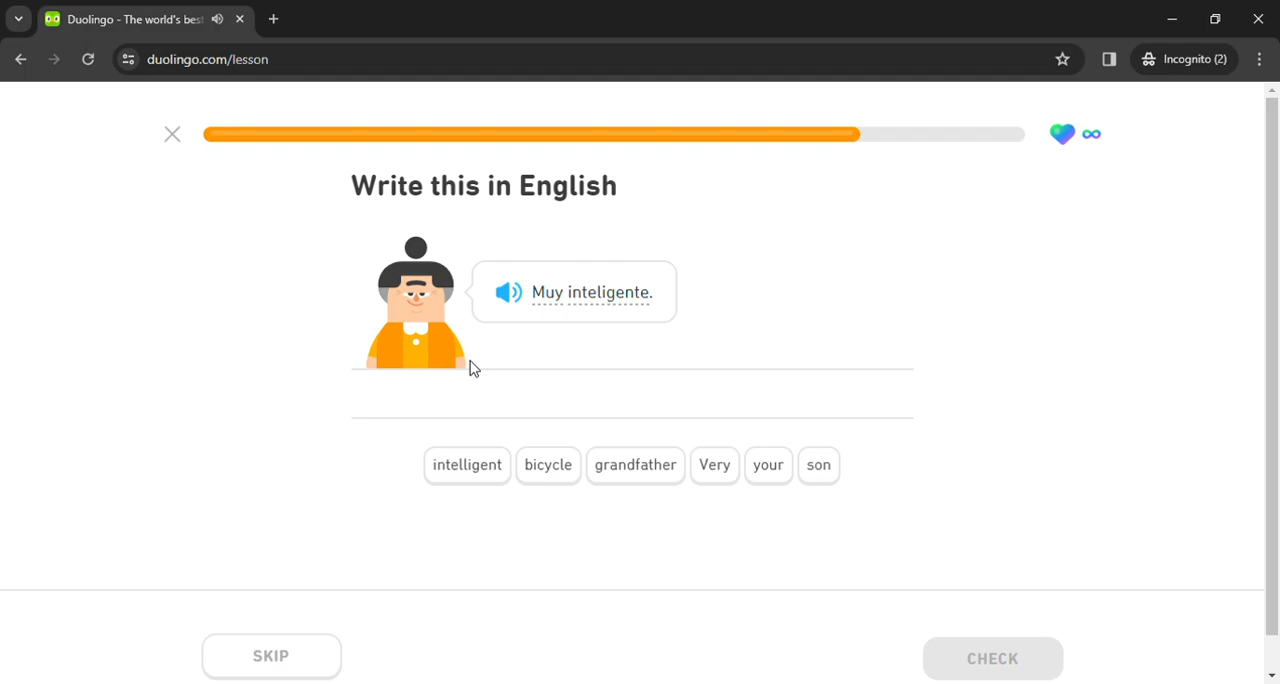 Duolingo - The world's bes
duolingo.com/lesson
Incognito (2)
Write this in English
Muy inteligente.
intelligent bicycle grandfather Very your son
SKIP
CHECK